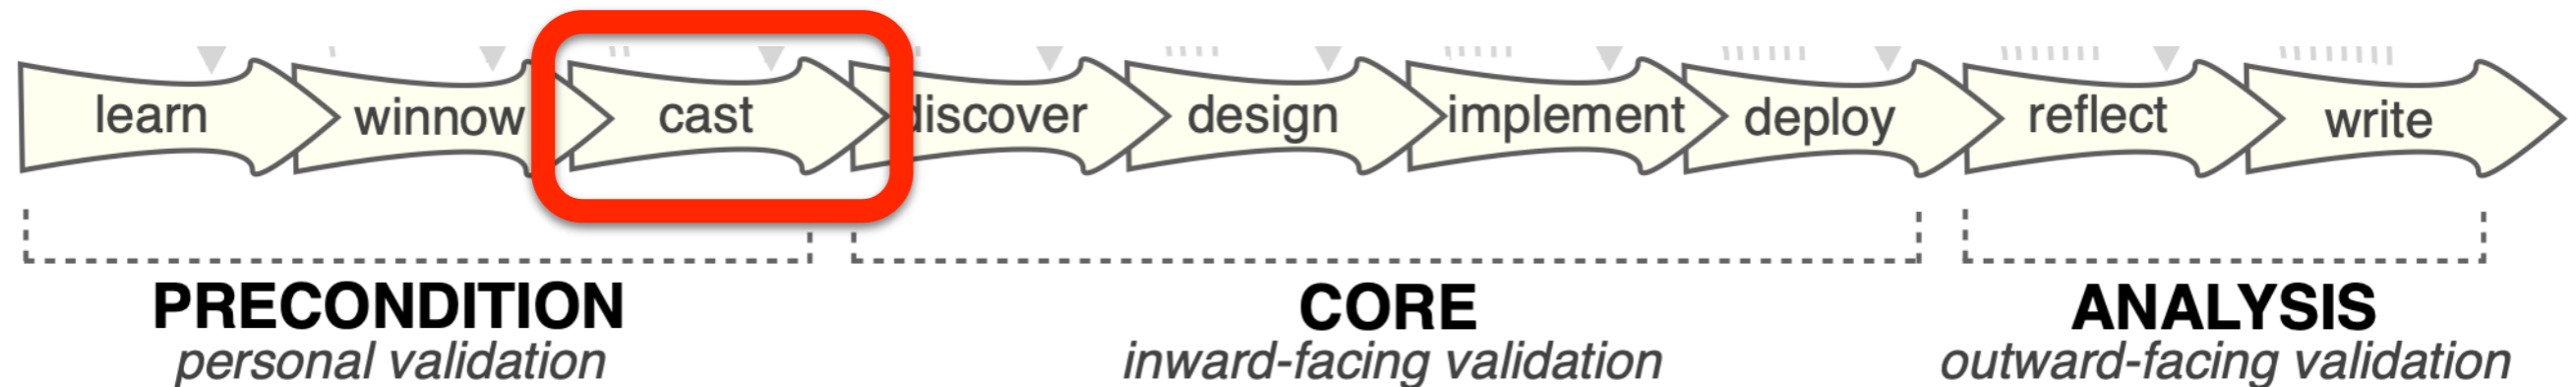 learn winnow cast discover design implement deploy reflect write
PRECONDITION CORE ANALYSIS
personal validation inward-facing validation outward-facing validation